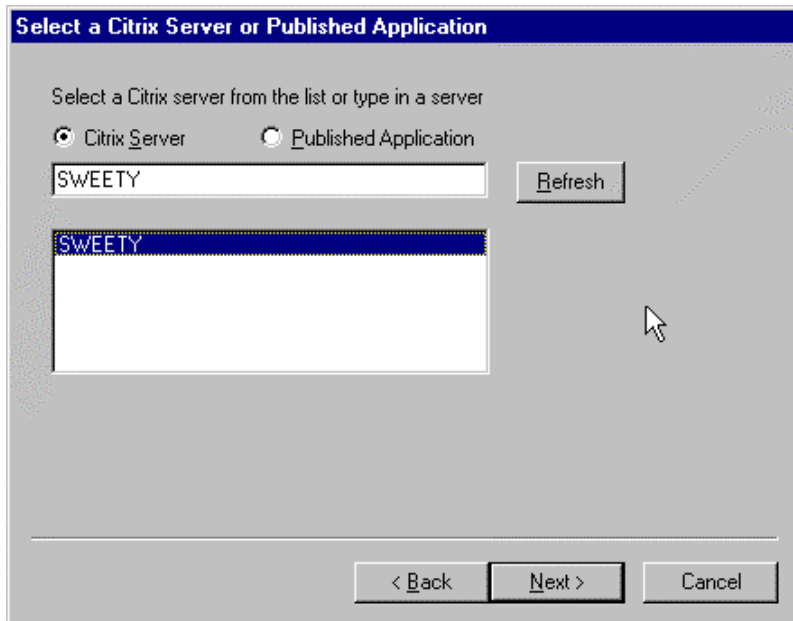 Select a Citrix Server or Published Application
Select a Citrix server from the list or type in a server
Citrix Server
Published Application
SWEETY
Refresh
SWEETY
< Back
Next >
Cancel